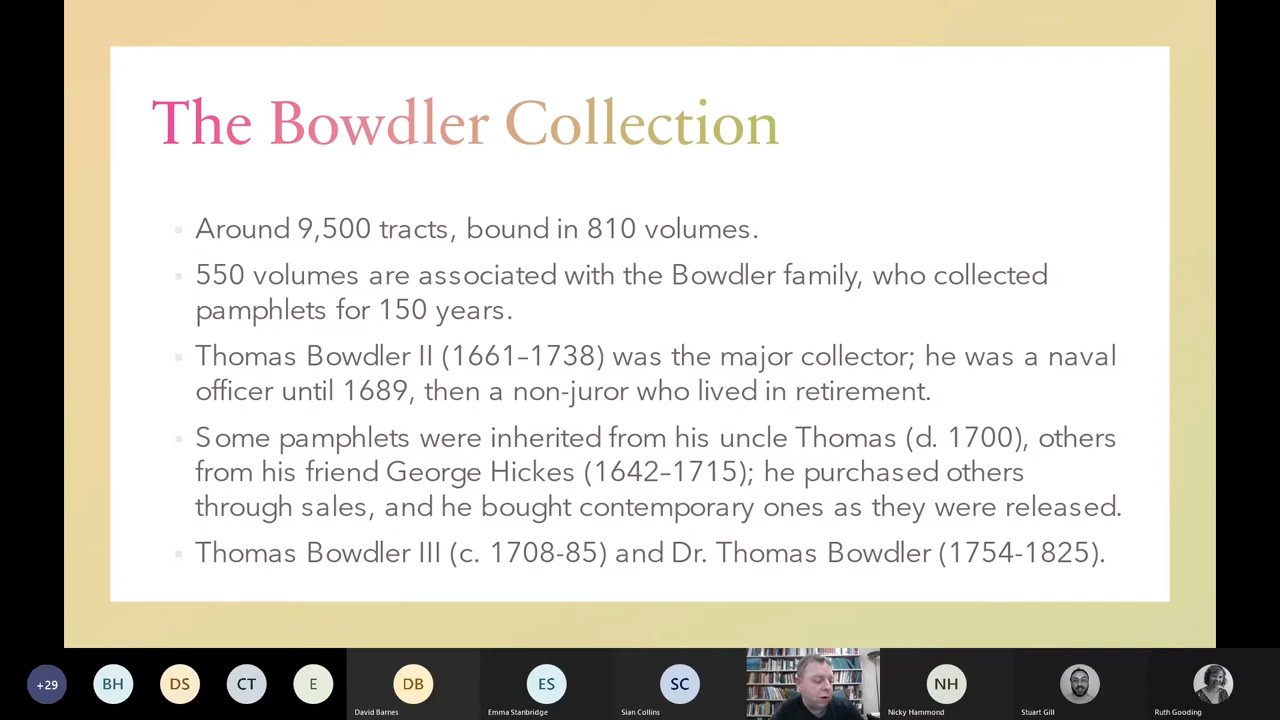 The Bowdler Collection
Around 9,500 tracts, bound in 810 volumes.
550 volumes are associated with the Bowdler family, who collected
pamphlets for 150 years.
Thomas Bowdler II (1661–1738) was the major collector; he was a naval
officer until 1689, then a non-juror who lived in retirement.
Some pamphlets were inherited from his uncle Thomas (d. 1700), others
from his friend George Hickes (1642–1715); he purchased others
through sales, and he bought contemporary ones as they were released.
Thomas Bowdler III (c. 1708-85) and Dr. Thomas Bowdler (1754-1825).
+29 BH DS CT E DB ES SC NH
David Barnes Emma Stanbridge Sian Collins Nicky Hammond Stuart Gill Ruth Gooding